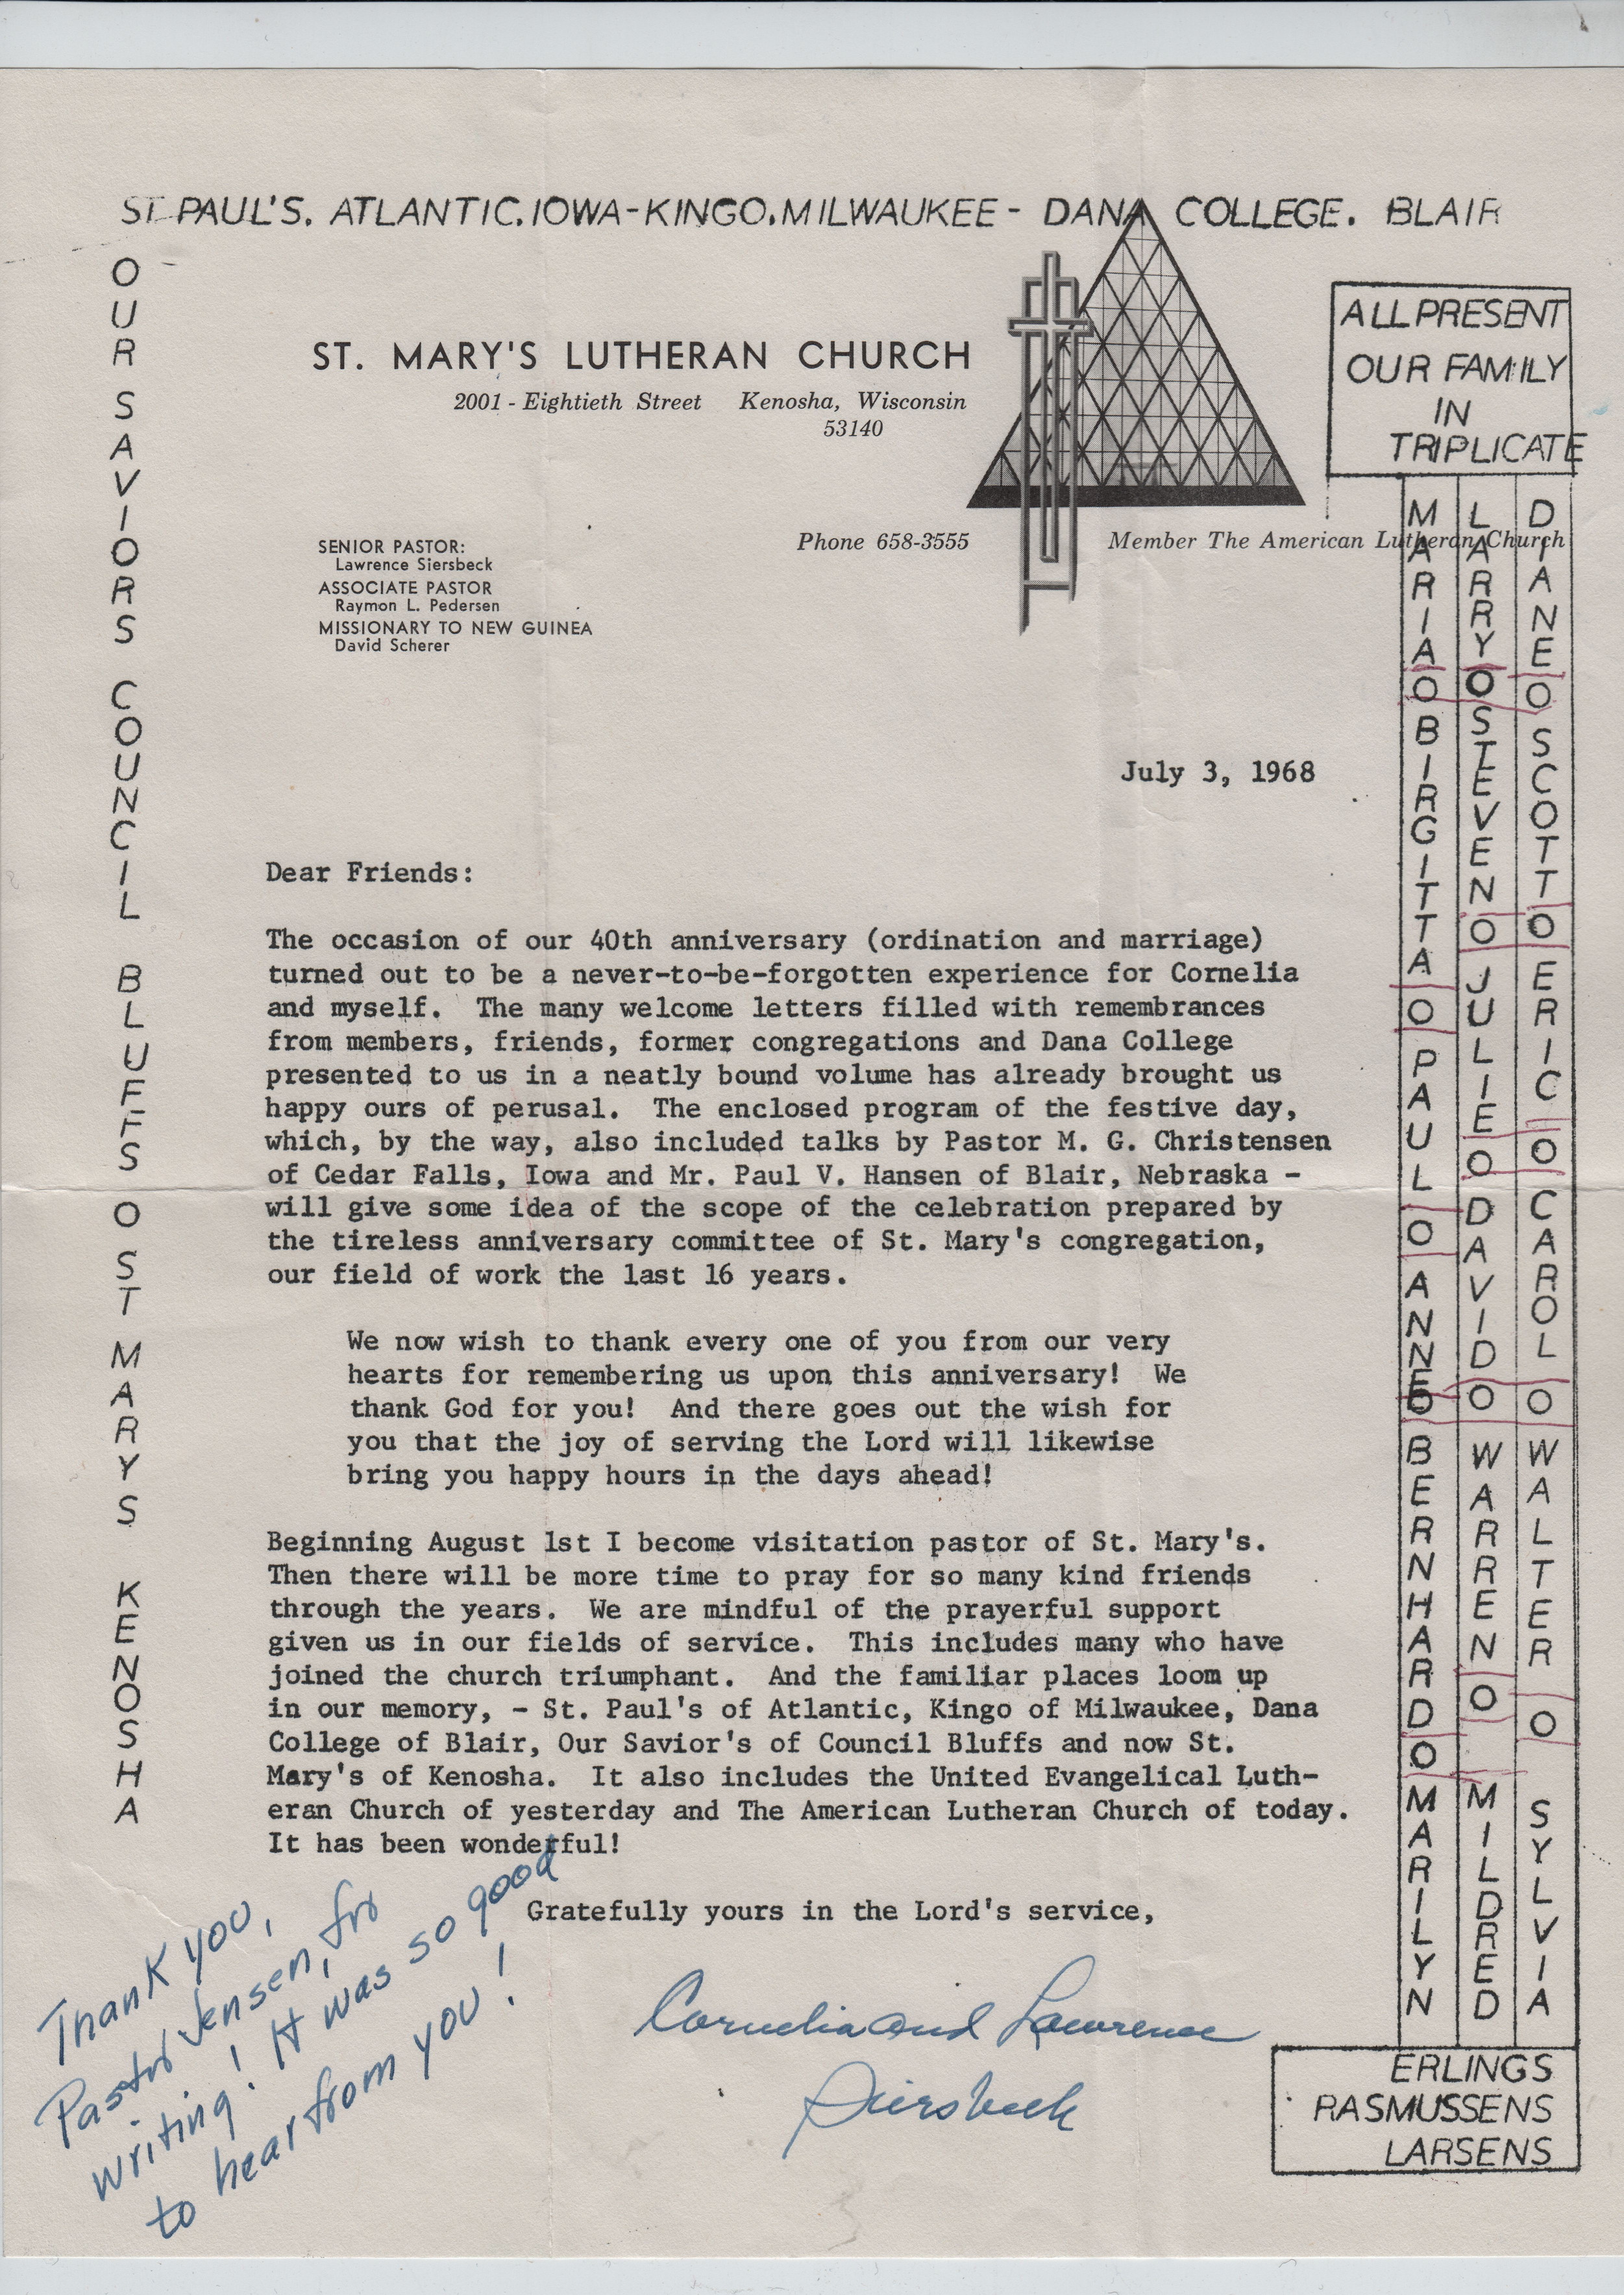 ST PAUL'S. ATLANTIC. IOWA - KINGO. MILWAUKEE - DANA COLLEGE. BLAIR
OUR SAVIORS COUNCIL BLUFFS O ST MARYS KENOSHA
ST. MARY'S LUTHERAN CHURCH
2001 - Eightieth Street Kenosha, Wisconsin
53140
SENIOR PASTOR:
Lawrence Siersbeck
ASSOCIATE PASTOR
Raymon L. Pedersen
MISSIONARY TO NEW GUINEA
David Scherer
Phone 658-3555
Member The American Lutheran Church
ALL PRESENT
OUR FAMILY
IN
TRIPLICATE
MARIA O BIRGITTA O PAUL O ANNE O BERNHARD O MARILYN
LARRY O STEVEN O JULIE O DAVID O WARREN O MILDRED
DIANE O SCOTT O ERIC O CAROL O WALTER O SYLVIA
ERLINGS
RASMUSSENS
LARSENS
July 3, 1968
Dear Friends:
The occasion of our 40th anniversary (ordination and marriage)
turned out to be a never-to-be-forgotten experience for Cornelia
and myself. The many welcome letters filled with remembrances
from members, friends, former congregations and Dana College
presented to us in a neatly bound volume has already brought us
happy ours of perusal. The enclosed program of the festive day,
which, by the way, also included talks by Pastor M. G. Christensen
of Cedar Falls, Iowa and Mr. Paul V. Hansen of Blair, Nebraska -
will give some idea of the scope of the celebration prepared by
the tireless anniversary committee of St. Mary's congregation,
our field of work the last 16 years.
We now wish to thank every one of you from our very
hearts for remembering us upon this anniversary! We
thank God for you! And there goes out the wish for
you that the joy of serving the Lord will likewise
bring you happy hours in the days ahead!
Beginning August 1st I become visitation pastor of St. Mary's.
Then there will be more time to pray for so many kind friends
through the years. We are mindful of the prayerful support
given us in our fields of service. This includes many who have
joined the church triumphant. And the familiar places loom up
in our memory, - St. Paul's of Atlantic, Kingo of Milwaukee, Dana
College of Blair, Our Savior's of Council Bluffs and now St.
Mary's of Kenosha. It also includes the United Evangelical Luth-
eran Church of yesterday and The American Lutheran Church of today.
It has been wonderful!
Gratefully yours in the Lord's service,
Cornelia and Lawrence
Siersbeck
Thank you,
Pastor Jensen, for
writing! It was so good
to hear from you!